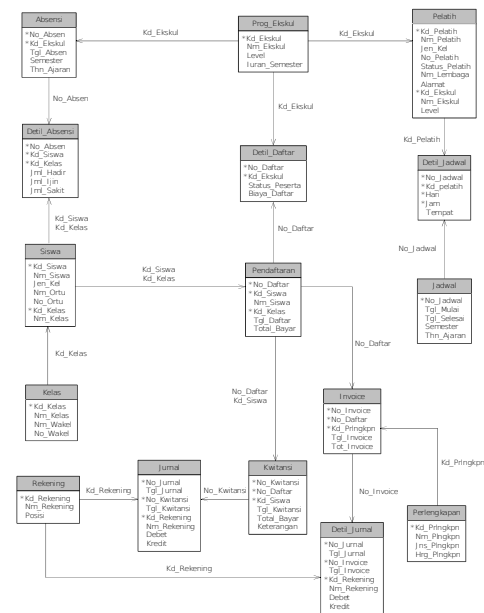 Absensi
*No_Absen
*Kd_Ekskul
Tgl_Absen
Semester
Thn_Ajaran
Kd_Ekskul
Prog_Ekskul
*Kd_Ekskul
Nm_Ekskul
Level
Iuran_Semester
Kd_Ekskul
Pelatih
*Kd_Pelatih
Nm_Pelatih
Jen_Kel
No_Pelatih
Status_Pelatih
Nm_Lembaga
Alamat
*Kd_Ekskul
Nm_Ekskul
Level
No_Absen
Kd_Ekskul
Kd_Pelatih
Detil_Absensi
*No_Absen
*Kd_Siswa
*Kd_Kelas
Jml_Hadir
Jml_Ijin
Jml_Sakit
Detil_Daftar
*No_Daftar
*Kd_Ekskul
Status_Peserta
Biaya_Daftar
Detil_Jadwal
*No_Jadwal
*Kd_pelatih
*Hari
*Jam
Tempat
Kd_Siswa
Kd_Kelas
No_Daftar
No_Jadwal
Siswa
*Kd_Siswa
Nm_Siswa
Jen_Kel
Nm_Ortu
No_Ortu
*Kd_Kelas
Nm_Kelas
Kd_Siswa
Kd_Kelas
Pendaftaran
*No_Daftar
*Kd_Siswa
Nm_Siswa
*Kd_Kelas
Tgl_Daftar
Total_Bayar
Jadwal
*No_Jadwal
Tgl_Mulai
Tgl_Selesai
Semester
Thn_Ajaran
Kd_Kelas
No_Daftar
No_Daftar
Kd_Siswa
Kelas
*Kd_Kelas
Nm_Kelas
Nm_Wakel
No_Wakel
Invoice
*No_Invoice
*No_Daftar
*Kd_Prlngkpn
Tgl_Invoice
Tot_Invoice
Kd_Prlngkpn
Rekening
*Kd_Rekening
Nm_Rekening
Posisi
Kd_Rekening
Jurnal
*No_Jurnal
Tgl_Jurnal
*No_Kwitansi
Tgl_Kwitansi
*Kd_Rekening
Nm_Rekening
Debet
Kredit
No_Kwitansi
Kwitansi
*No_Kwitansi
*No_Daftar
*Kd_Siswa
Tgl_Kwitansi
Total_Bayar
Keterangan
No_Invoice
Perlengkapan
*Kd_Prlngkpn
Nm_Plngkpn
Jns_Plngkpn
Hrg_Plngkpn
Kd_Rekening
Detil_Jurnal
*No_Jurnal
Tgl_Jurnal
*No_Invoice
Tgl_Invoice
*Kd_Rekening
Nm_Rekening
Debet
Kredit